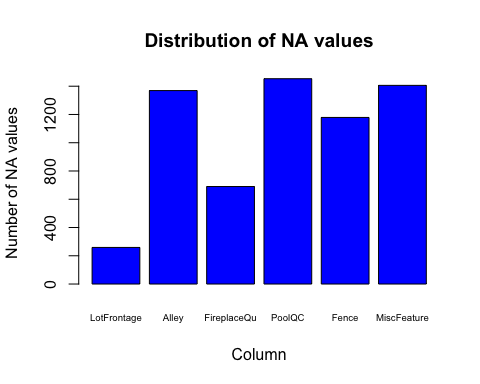 Distribution of NA values
Number of NA values
1200
800
400
0
LotFrontage Alley FireplaceQu PoolQC Fence MiscFeature
Column